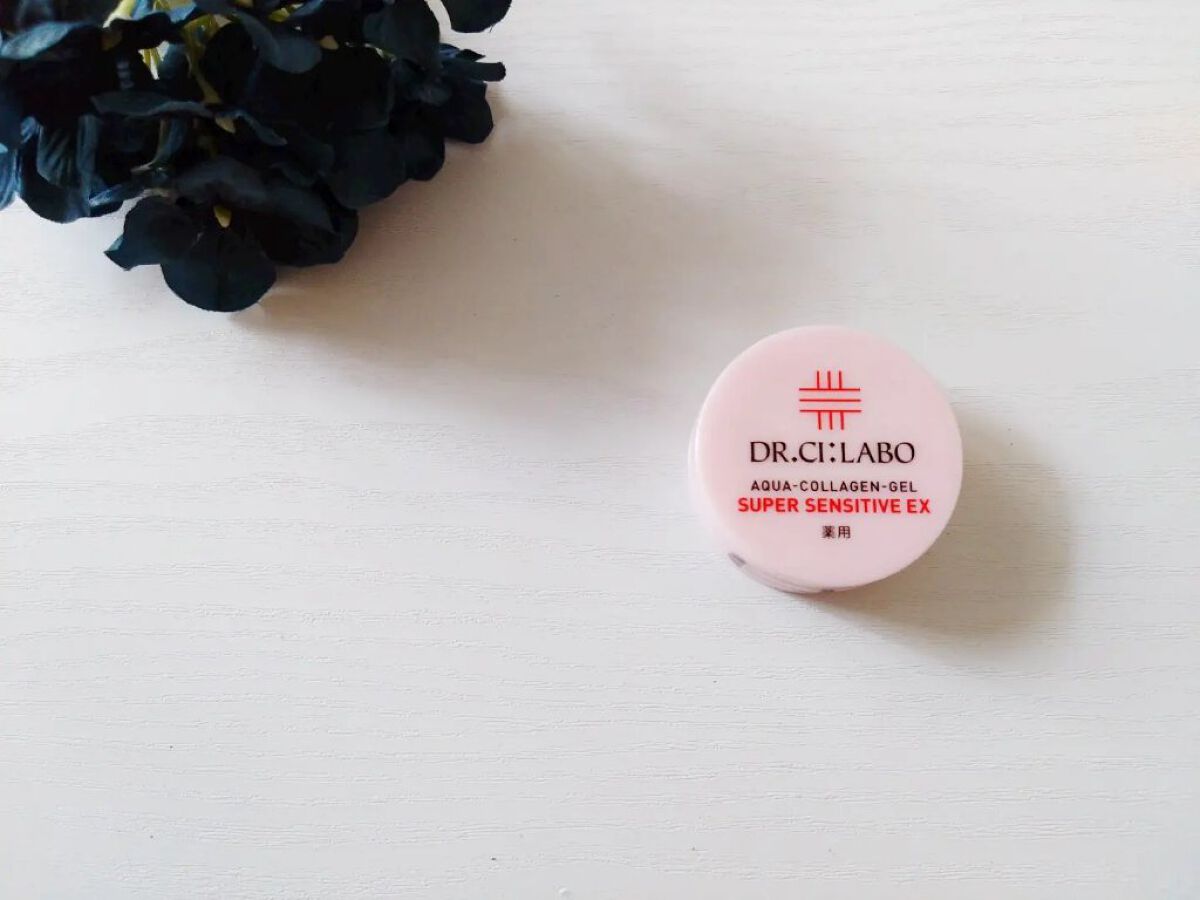 DR.CI:LABO
AQUA-COLLAGEN-GEL
SUPER SENSITIVE EX
薬用